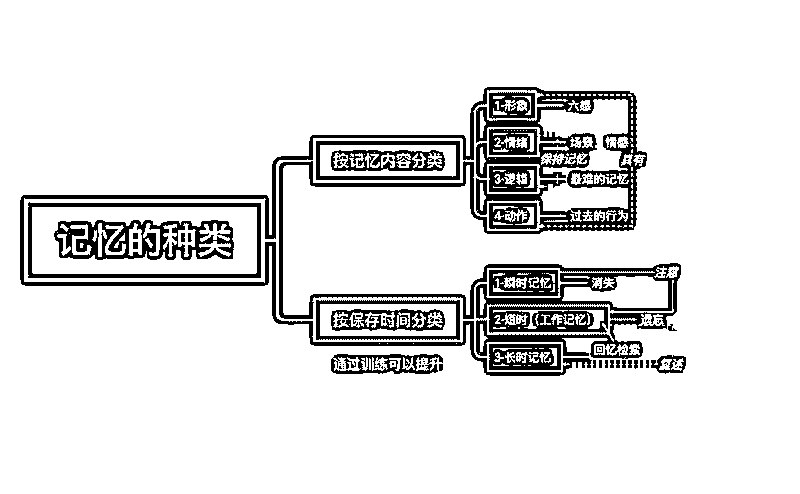 记忆的种类
按记忆内容分类
1-形象
六感
2-情绪
场景 情感
保持记忆
具有
3-逻辑
最难的记忆
4-动作
过去的行为
按保存时间分类
通过训练可以提升
1-瞬时记忆
消失
注意
2-短时(工作记忆)
遗忘
回忆检索
3-长时记忆
复述